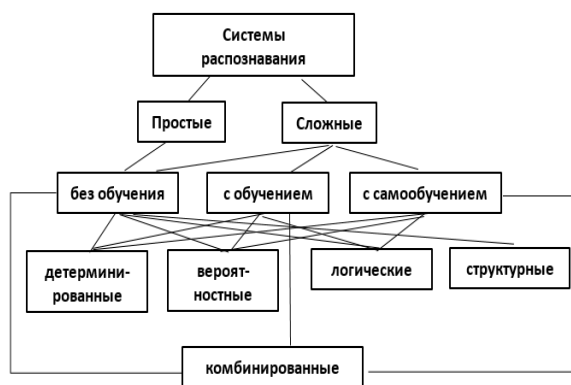 Системы
распознавания
Простые
Сложные
без обучения
с обучением
с самообучением
детермини-
рованные
вероят-
ностные
логические
структурные
комбинированные